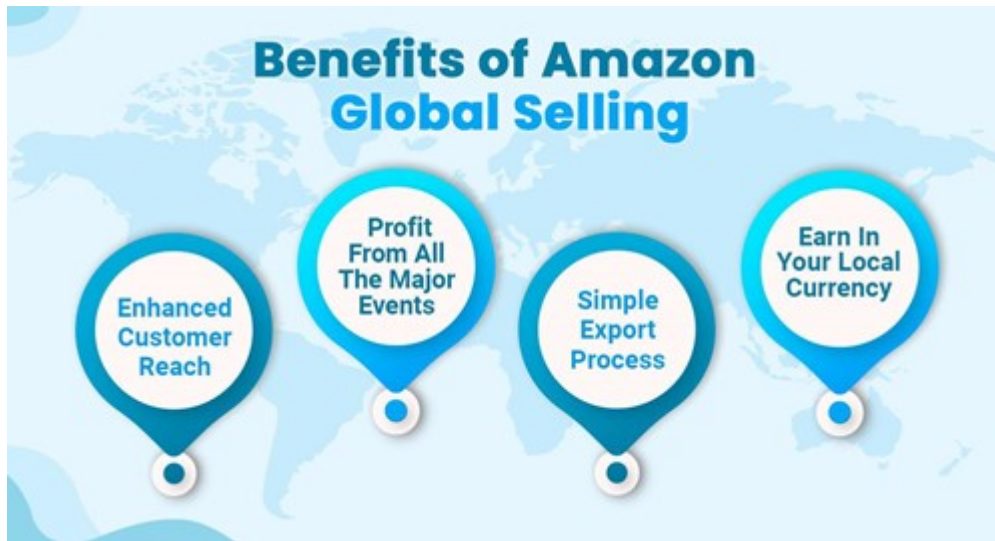 Benefits of Amazon
Global Selling
Enhanced
Customer
Reach
Profit
From All
The Major
Events
Simple
Export
Process
Earn In
Your Local
Currency